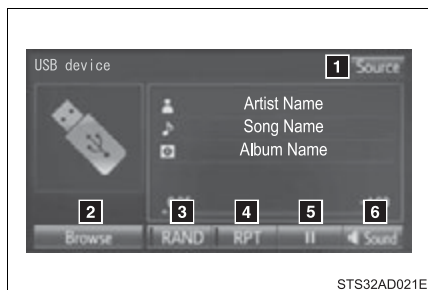 USB device
1 Source
Artist Name
Song Name
Album Name
2 3 4 5 6
Browse RAND RPT II Sound
STS32AD021E